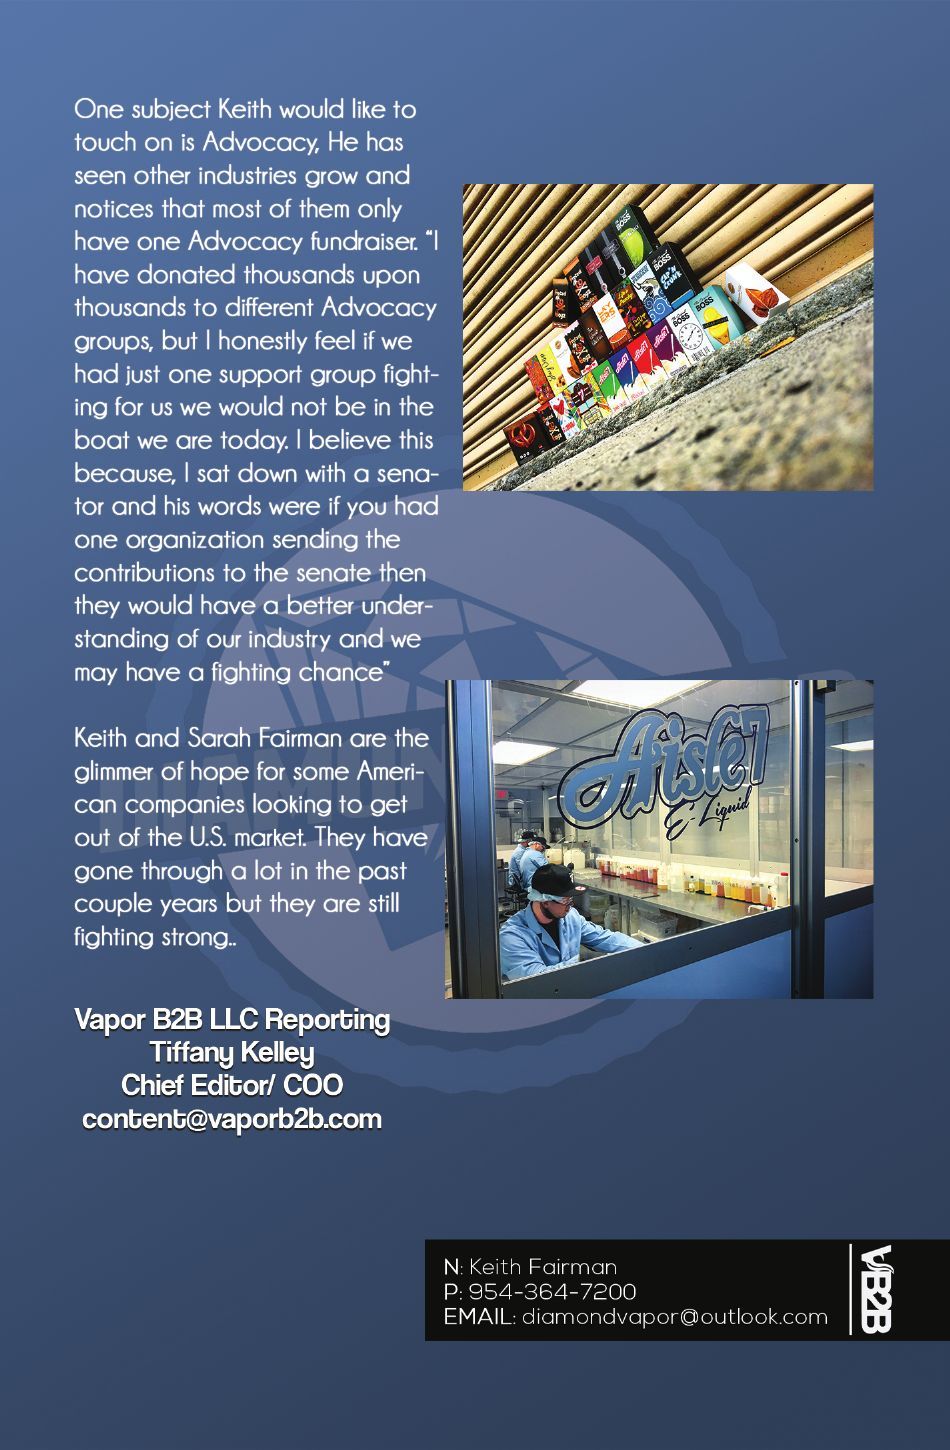 One subject Keith would like to
touch on is Advocacy, He has
seen other industries grow and
notices that most of them only
have one Advocacy fundraiser. “I
have donated thousands upon
thousands to different Advocacy
groups, but I honestly feel if we
had just one support group fight-
ing for us we would not be in the
boat we are today. I believe this
because, I sat down with a sena-
tor and his words were if you had
one organization sending the
contributions to the senate then
they would have a better under-
standing of our industry and we
may have a fighting chance”
Keith and Sarah Fairman are the
glimmer of hope for some Ameri-
can companies looking to get
out of the U.S. market. They have
gone through a lot in the past
couple years but they are still
fighting strong..
Vapor B2B LLC Reporting
Tiffany Kelley
Chief Editor/ COO
content@vaporb2b.com
BOSS
BOSS
BOSS
BOSS
Aisle7
E-Liquid
DIAMOND
N: Keith Fairman
P: 954-364-7200
EMAIL: diamondvapor@outlook.com
VB2B